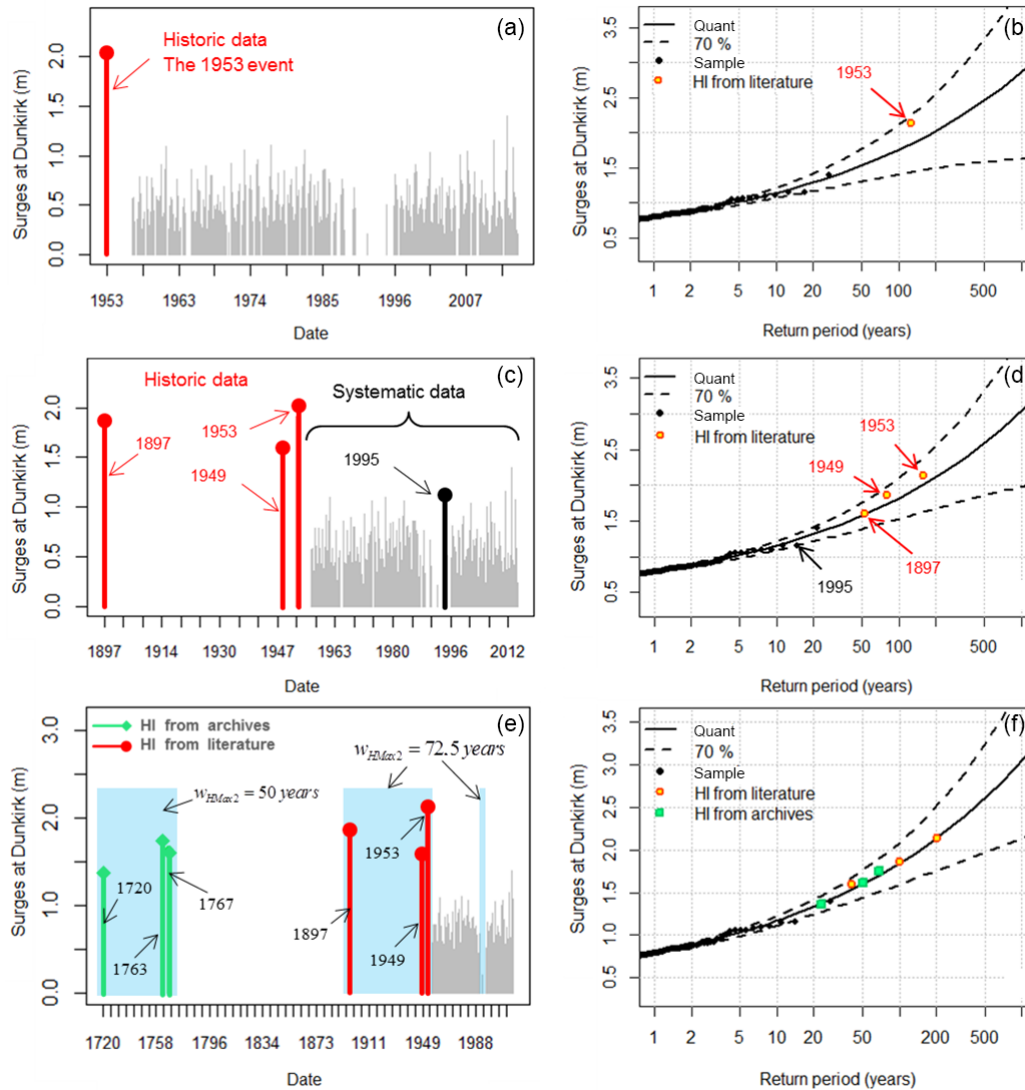 (a)
Historic data
The 1953 event
Surges at Dunkirk (m)
2.0
1.5
1.0
0.5
0.0
1953 1963 1974 1985 1996 2007
Date
(b)
Quant
70 %
Sample
HI from literature
1953
Surges at Dunkirk (m)
3.5
2.5
1.5
0.5
1 2 5 10 20 50 100 200 500
Return period (years)
(c)
Historic data
Systematic data
1953
1897
1949
1995
Surges at Dunkirk (m)
2.0
1.5
1.0
0.5
0.0
1897 1914 1930 1947 1963 1980 1996 2012
Date
(d)
Quant
70 %
Sample
HI from literature
1953
1949
1897
1995
Surges at Dunkirk (m)
3.5
2.5
1.5
0.5
1 2 5 10 20 50 100 500
Return period (years)
(e)
HI from archives
HI from literature
wHMax2 = 72.5 years
wHMax2 = 50 years
1953
1720
1767
1897
1949
1763
Surges at Dunkirk (m)
3.0
2.0
1.0
0.0
1720 1758 1796 1834 1873 1911 1949 1988
Date
(f)
Quant
70 %
Sample
HI from literature
HI from archives
Surges at Dunkirk (m)
3.5
3.0
2.5
2.0
1.5
1.0
0.5
1 2 5 10 20 50 100 200 500
Return period (years)